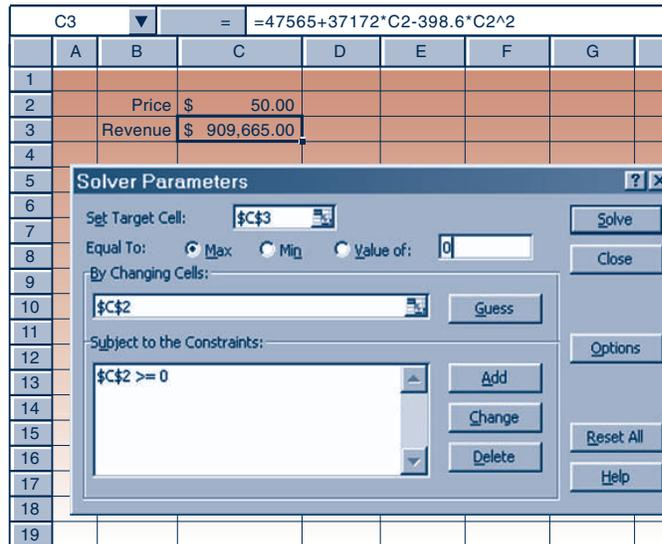 C3 = =47565+37172*C2-398.6*C2^2
A B C D E F G
1
2 Price $ 50.00
3 Revenue $ 909,665.00
4
5 Solver Parameters ? X
6 Set Target Cell: $C$3 Solve
7
8 Equal To: Max Min Value of: 0 Close
9 By Changing Cells:
10 $C$2 Guess
11
12 Subject to the Constraints: Options
13 $C$2 >= 0 Add
14 Change
15 Reset All
16 Delete
17 Help
18
19